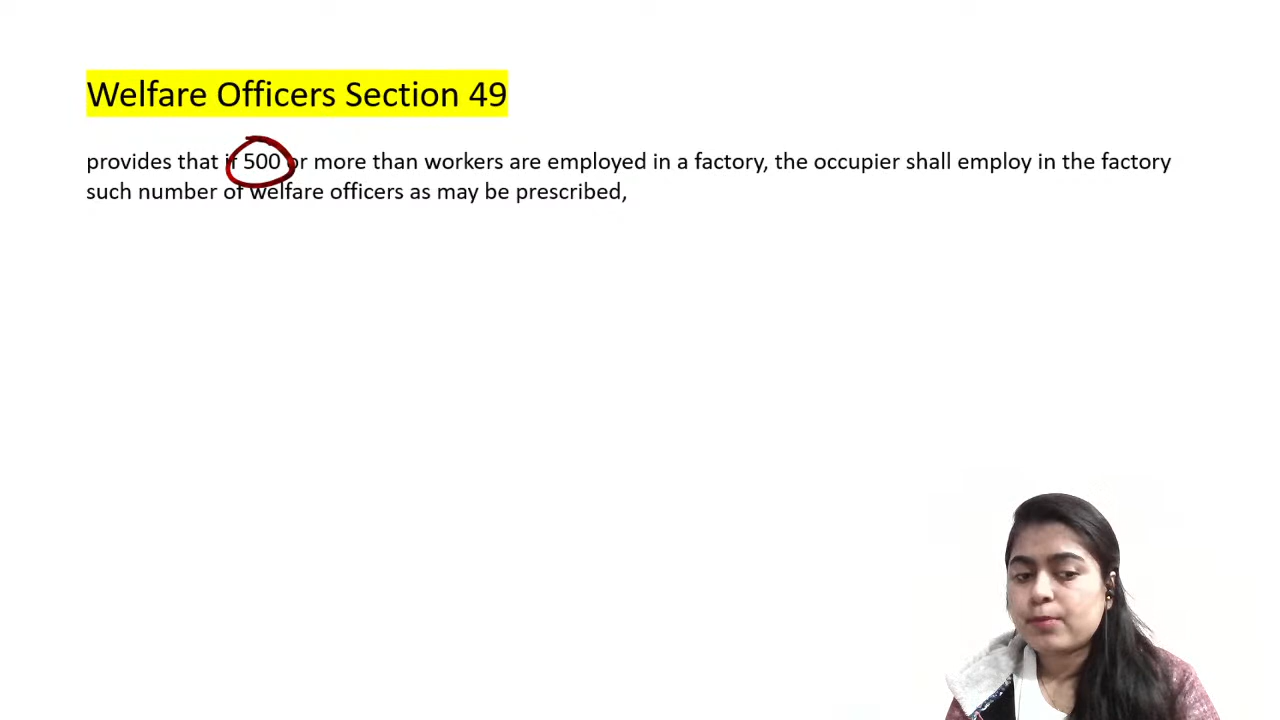 Welfare Officers Section 49
provides that if 500 or more than workers are employed in a factory, the occupier shall employ in the factory
such number of welfare officers as may be prescribed,